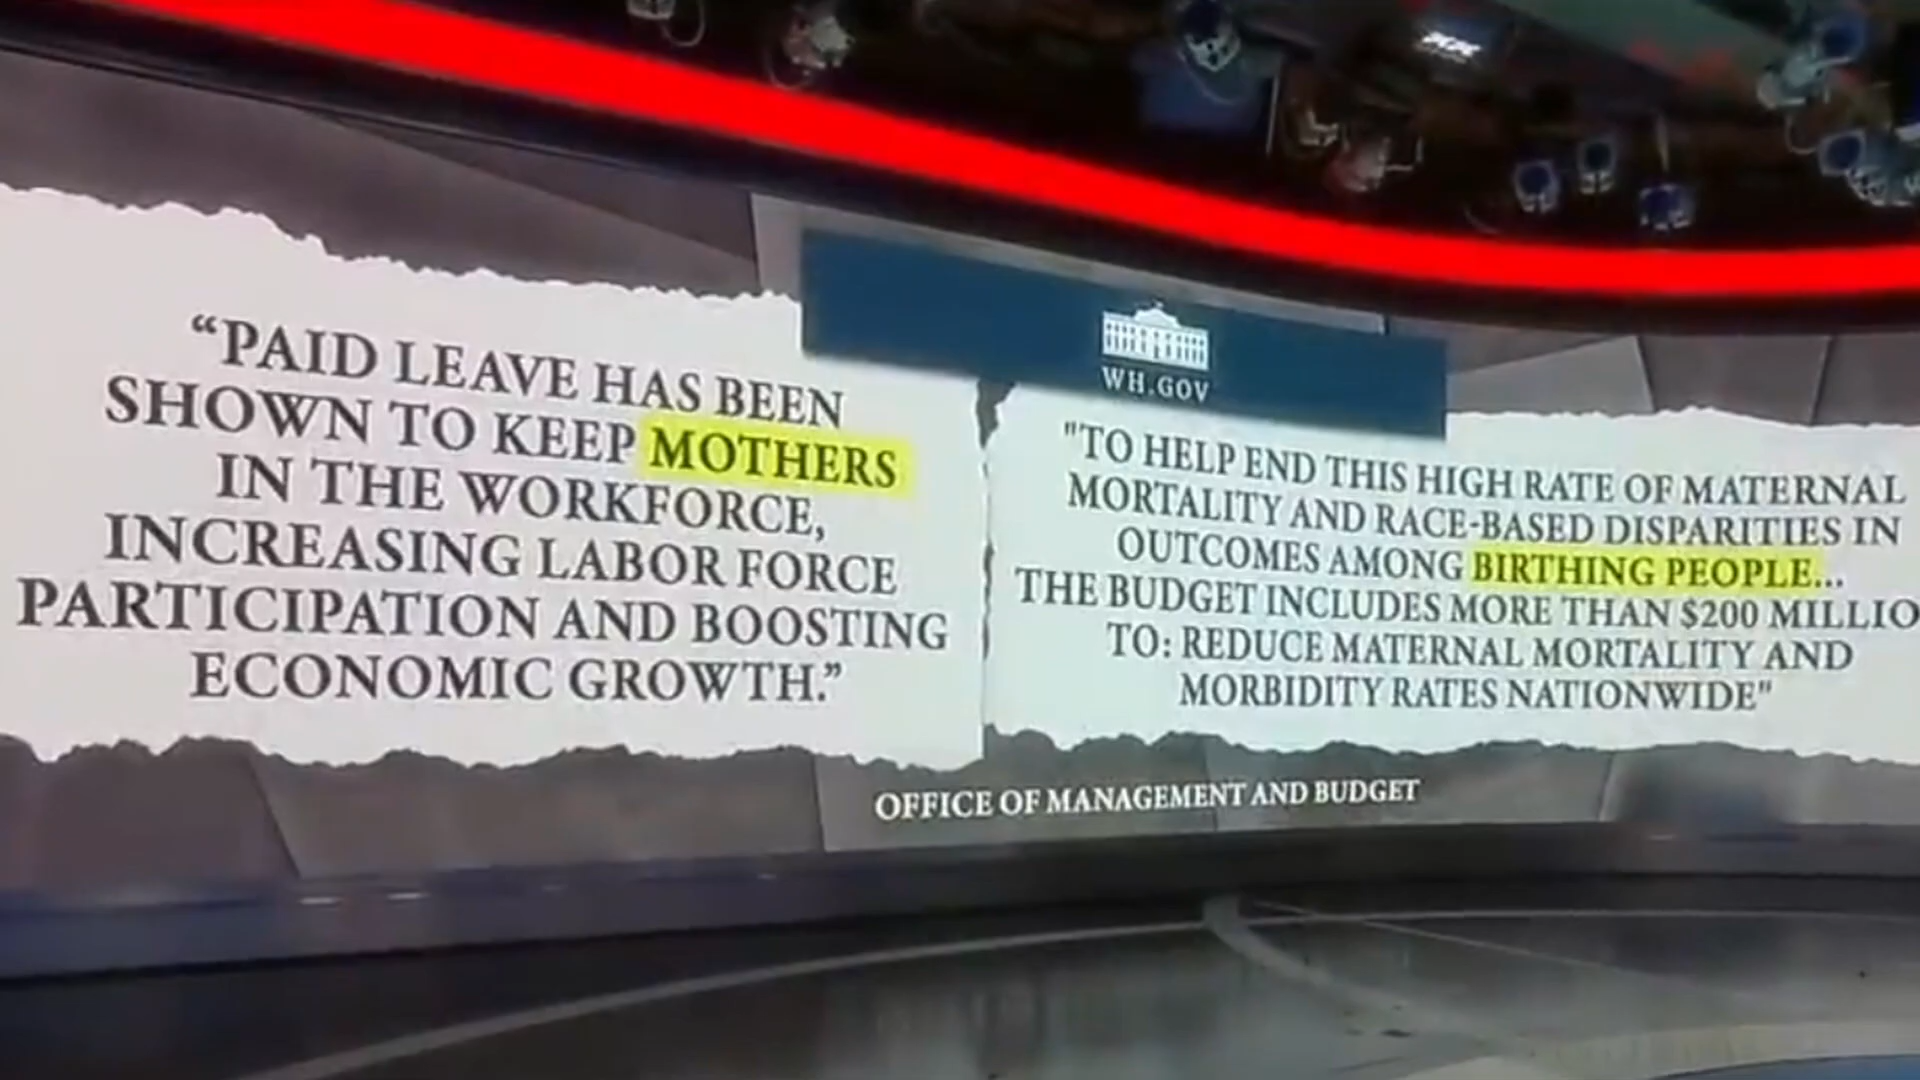 “PAID LEAVE HAS BEEN
SHOWN TO KEEP MOTHERS
IN THE WORKFORCE,
INCREASING LABOR FORCE
PARTICIPATION AND BOOSTING
ECONOMIC GROWTH.”
WH.GOV
"TO HELP END THIS HIGH RATE OF MATERNAL
MORTALITY AND RACE-BASED DISPARITIES IN
OUTCOMES AMONG BIRTHING PEOPLE...
THE BUDGET INCLUDES MORE THAN $200 MILLIO
TO: REDUCE MATERNAL MORTALITY AND
MORBIDITY RATES NATIONWIDE"
OFFICE OF MANAGEMENT AND BUDGET